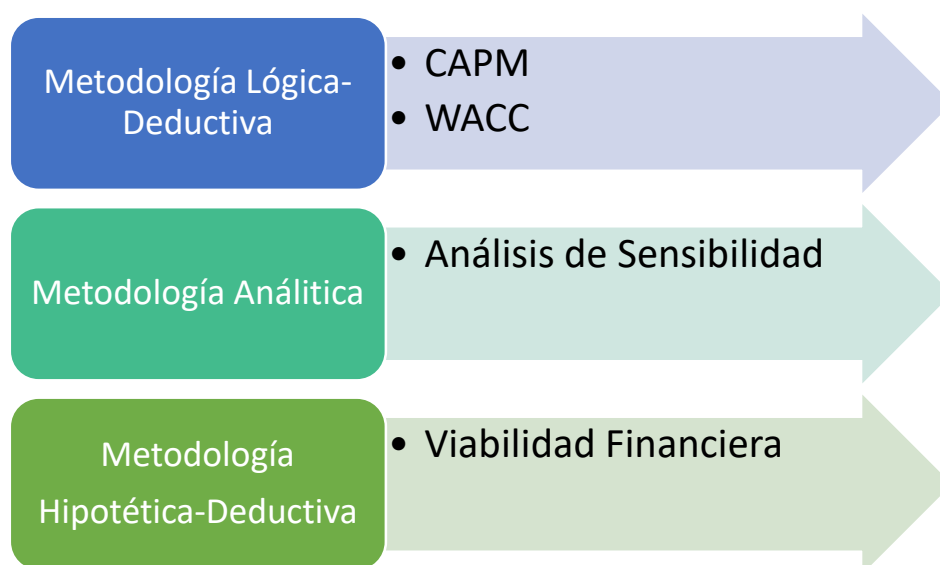 Metodología Lógica-
Deductiva
• CAPM
• WACC
Metodología Análitica
• Análisis de Sensibilidad
Metodología
Hipotética-Deductiva
• Viabilidad Financiera